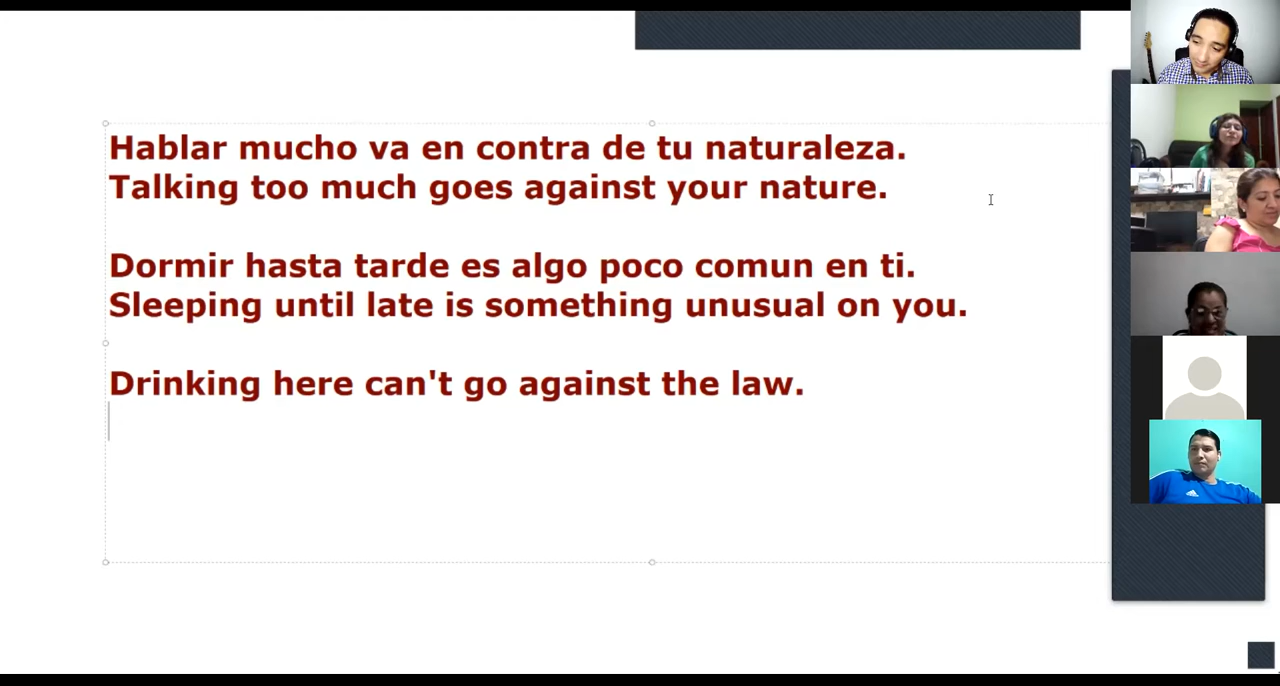 Hablar mucho va en contra de tu naturaleza.
Talking too much goes against your nature.
Dormir hasta tarde es algo poco comun en ti.
Sleeping until late is something unusual on you.
Drinking here can't go against the law.